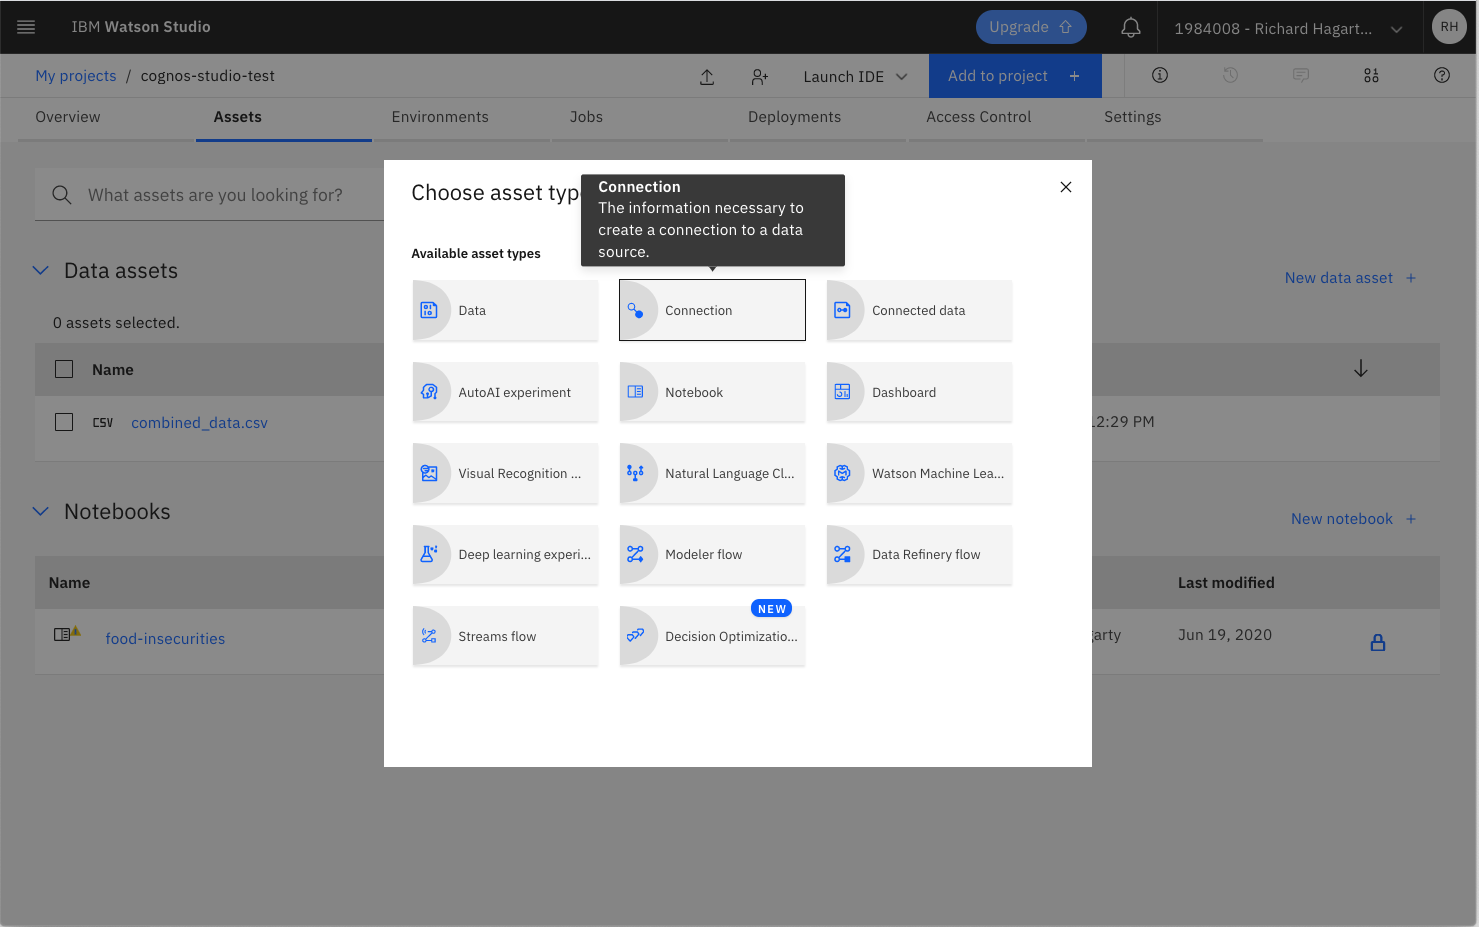 IBM Watson Studio
Upgrade
1984008 - Richard Hagart...
RH
My projects / cognos-studio-test
Launch IDE
Add to project +
Overview
Assets
Environments
Jobs
Deployments
Access Control
Settings
What assets are you looking for?
Choose asset typ
Connection
The information necessary to
create a connection to a data
source.
Available asset types
Data
Connection
Connected data
AutoAI experiment
Notebook
Dashboard
Visual Recognition ...
Natural Language Cl...
Watson Machine Lea...
Deep learning experi...
Modeler flow
Data Refinery flow
Streams flow
NEW
Decision Optimizatio...
Data assets
New data asset +
0 assets selected.
Name
CSV combined_data.csv
12:29 PM
Notebooks
New notebook +
Name
Last modified
food-insecurities
garty
Jun 19, 2020